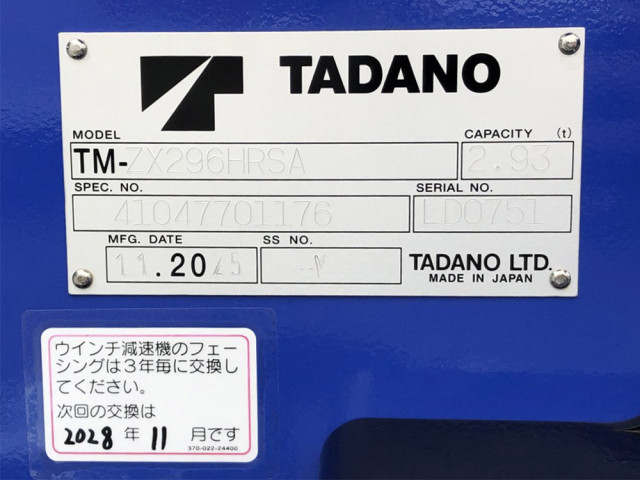 TADANO
MODEL CAPACITY (t)
TM-ZX296HRSA 2.93
SPEC. NO. SERIAL NO.
41047701176 LD0751
MFG. DATE SS NO.
11.2025
TADANO LTD.
MADE IN JAPAN
ウインチ減速機のフェー
シングは3年毎に交換し
てください。
次回の交換は
2028 年 11 月です
370-022-24400